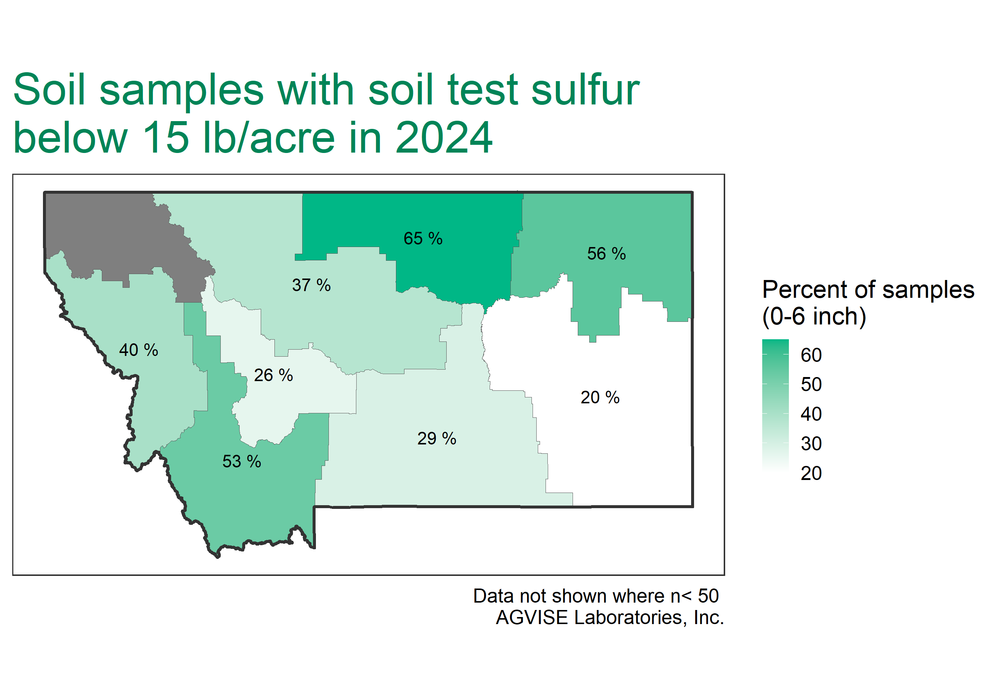 Soil samples with soil test sulfur
below 15 lb/acre in 2024
65 %
56 %
37 %
40 %
26 %
20 %
29 %
53 %
Percent of samples
(0-6 inch)
60
50
40
30
20
Data not shown where n< 50
AGVISE Laboratories, Inc.